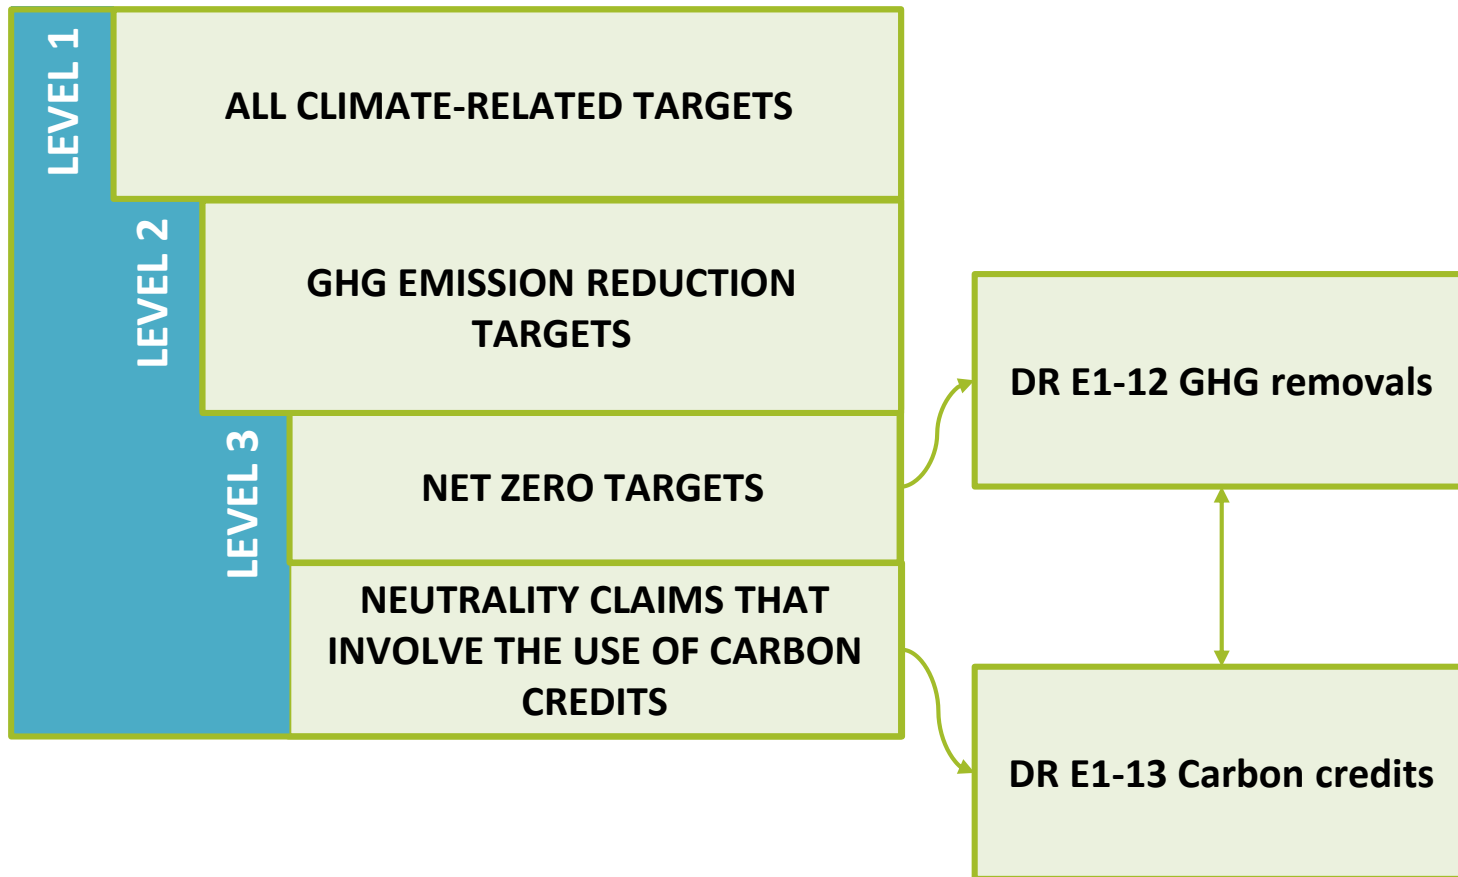 LEVEL 1
ALL CLIMATE-RELATED TARGETS
LEVEL 2
GHG EMISSION REDUCTION
TARGETS
LEVEL 3
NET ZERO TARGETS
NEUTRALITY CLAIMS THAT
INVOLVE THE USE OF CARBON
CREDITS
DR E1-12 GHG removals
DR E1-13 Carbon credits